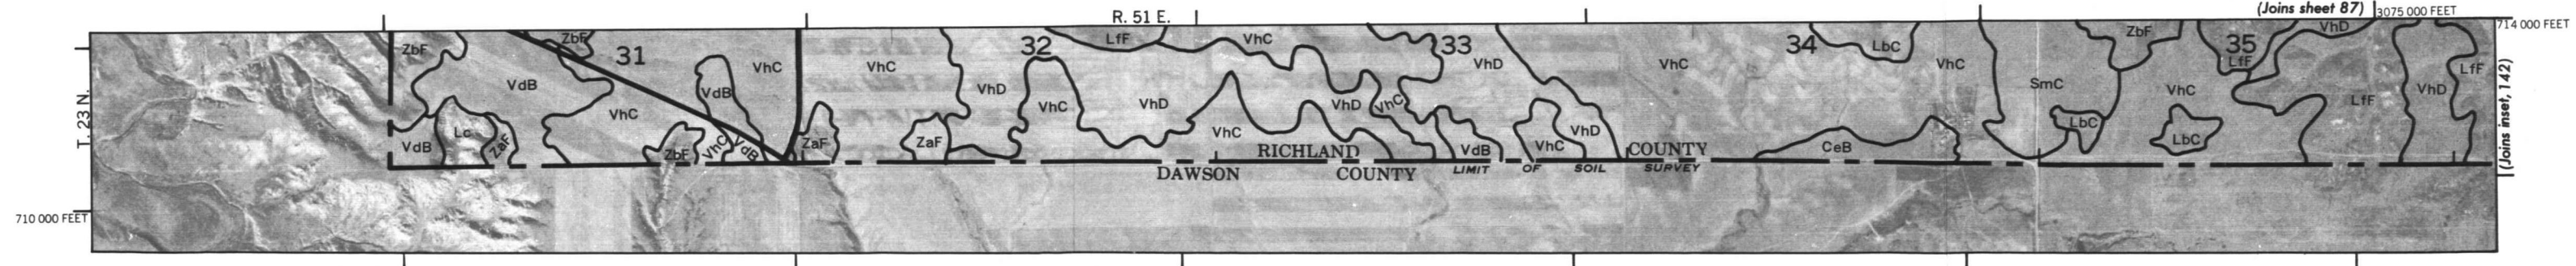 R. 51 E.
(Joins sheet 87)
3075 000 FEET
714 000 FEET
ZbF
ZbF
31
32
LfF
VhC
33
34
LbC
ZbF
35
LfF
VhD
VdB
VdB
VhC
VhC
VhD
VhD
VhC
VhC
SmC
VhC
VhD
LfF
T. 23 N.
VhC
VhC
VhD
VhD
VhC
LfF
(Joins inset, 142)
VdB
Lc
ZaF
ZbF
VhC
VdB
ZaF
ZaF
VhC
VdB
VhC
VhD
CeB
LbC
LbC
RICHLAND COUNTY
DAWSON COUNTY
LIMIT OF SOIL SURVEY
710 000 FEET